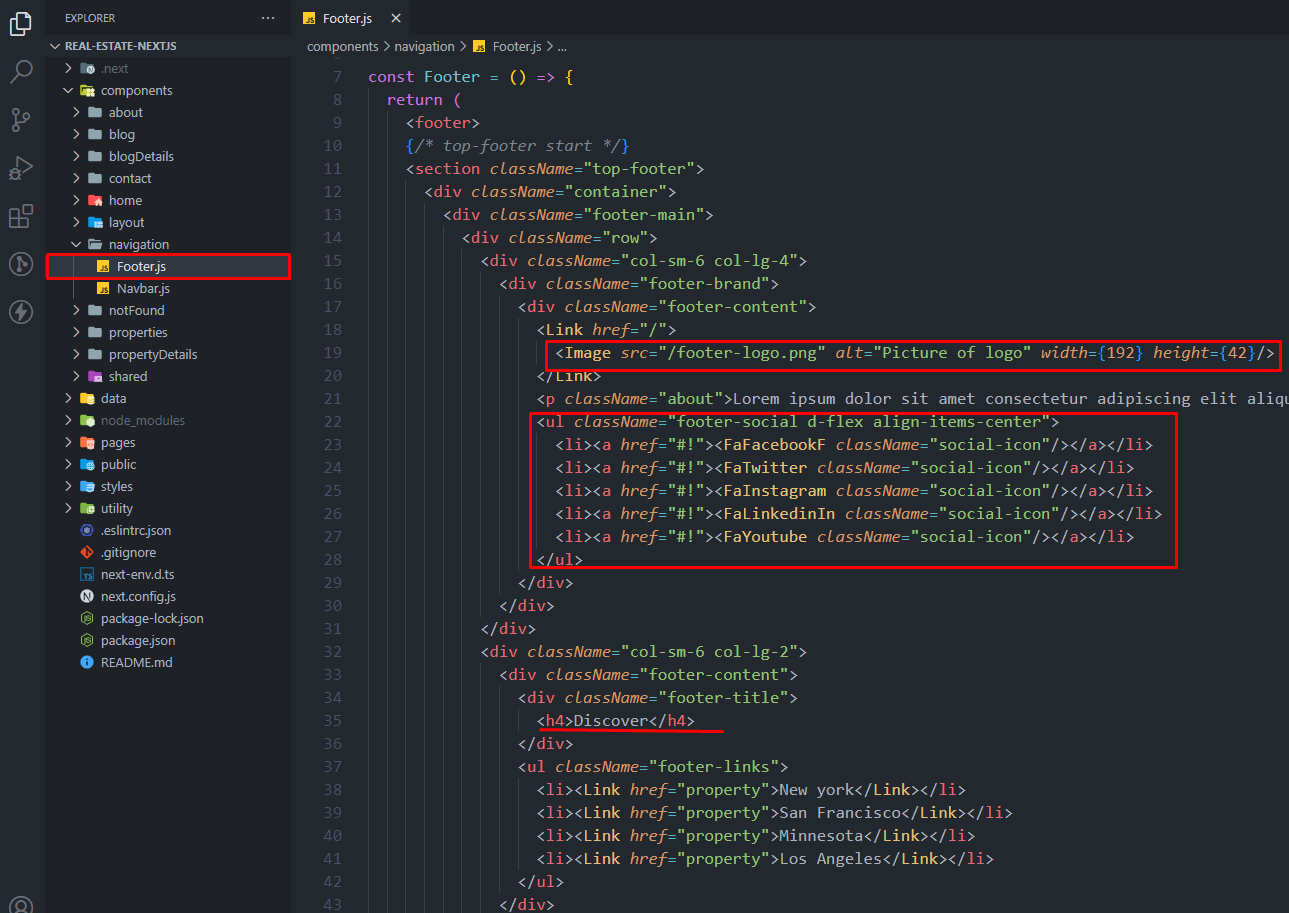 EXPLORER
REAL-ESTATE-NEXTJS
.next
components
about
blog
blogDetails
contact
home
layout
navigation
Footer.js
Navbar.js
notFound
properties
propertyDetails
shared
data
node_modules
pages
public
styles
utility
.eslintrc.json
.gitignore
next-env.d.ts
next.config.js
package-lock.json
package.json
README.md
JS Footer.js
components > navigation > JS Footer.js > ...
7 const Footer = () => {
8 return (
9 <footer>
10 {/* top-footer start */}
11 <section className="top-footer">
12 <div className="container">
13 <div className="footer-main">
14 <div className="row">
15 <div className="col-sm-6 col-lg-4">
16 <div className="footer-brand">
17 <div className="footer-content">
18 <Link href="/">
19 <Image src="/footer-logo.png" alt="Picture of logo" width={192} height={42}/>
20 </Link>
21 <p className="about">Lorem ipsum dolor sit amet consectetur adipiscing elit aliqu
22 <ul className="footer-social d-flex align-items-center">
23 <li><a href="#!"><FaFacebookF className="social-icon"/></a></li>
24 <li><a href="#!"><FaTwitter className="social-icon"/></a></li>
25 <li><a href="#!"><FaInstagram className="social-icon"/></a></li>
26 <li><a href="#!"><FaLinkedinIn className="social-icon"/></a></li>
27 <li><a href="#!"><FaYoutube className="social-icon"/></a></li>
28 </ul>
29 </div>
30 </div>
31 </div>
32 <div className="col-sm-6 col-lg-2">
33 <div className="footer-content">
34 <div className="footer-title">
35 <h4>Discover</h4>
36 </div>
37 <ul className="footer-links">
38 <li><Link href="property">New york</Link></li>
39 <li><Link href="property">San Francisco</Link></li>
40 <li><Link href="property">Minnesota</Link></li>
41 <li><Link href="property">Los Angeles</Link></li>
42 </ul>
43 </div>